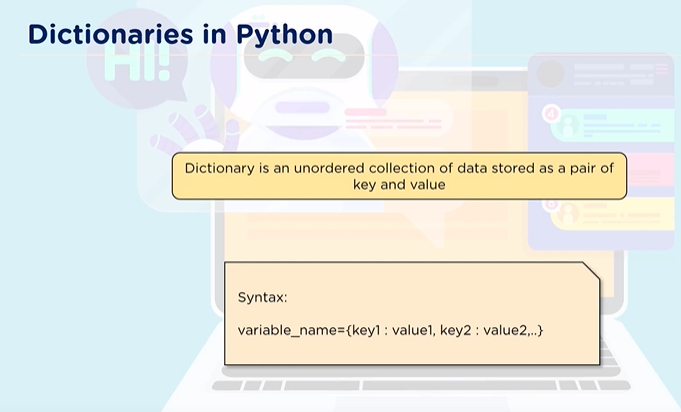 Dictionaries in Python
HI!
4
Dictionary is an unordered collection of data stored as a pair of
key and value
Syntax:
variable_name={key1 : value1, key2 : value2,..}